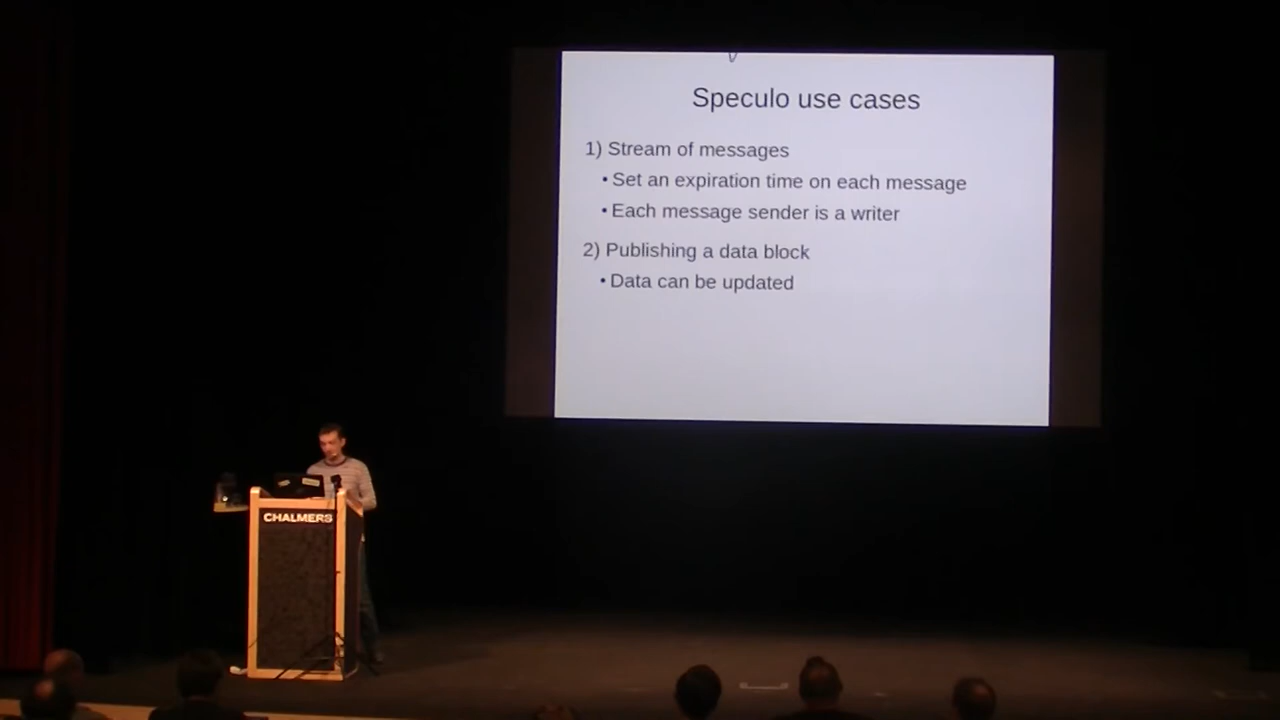 Speculo use cases
1) Stream of messages
• Set an expiration time on each message
• Each message sender is a writer
2) Publishing a data block
• Data can be updated
CHALMERS